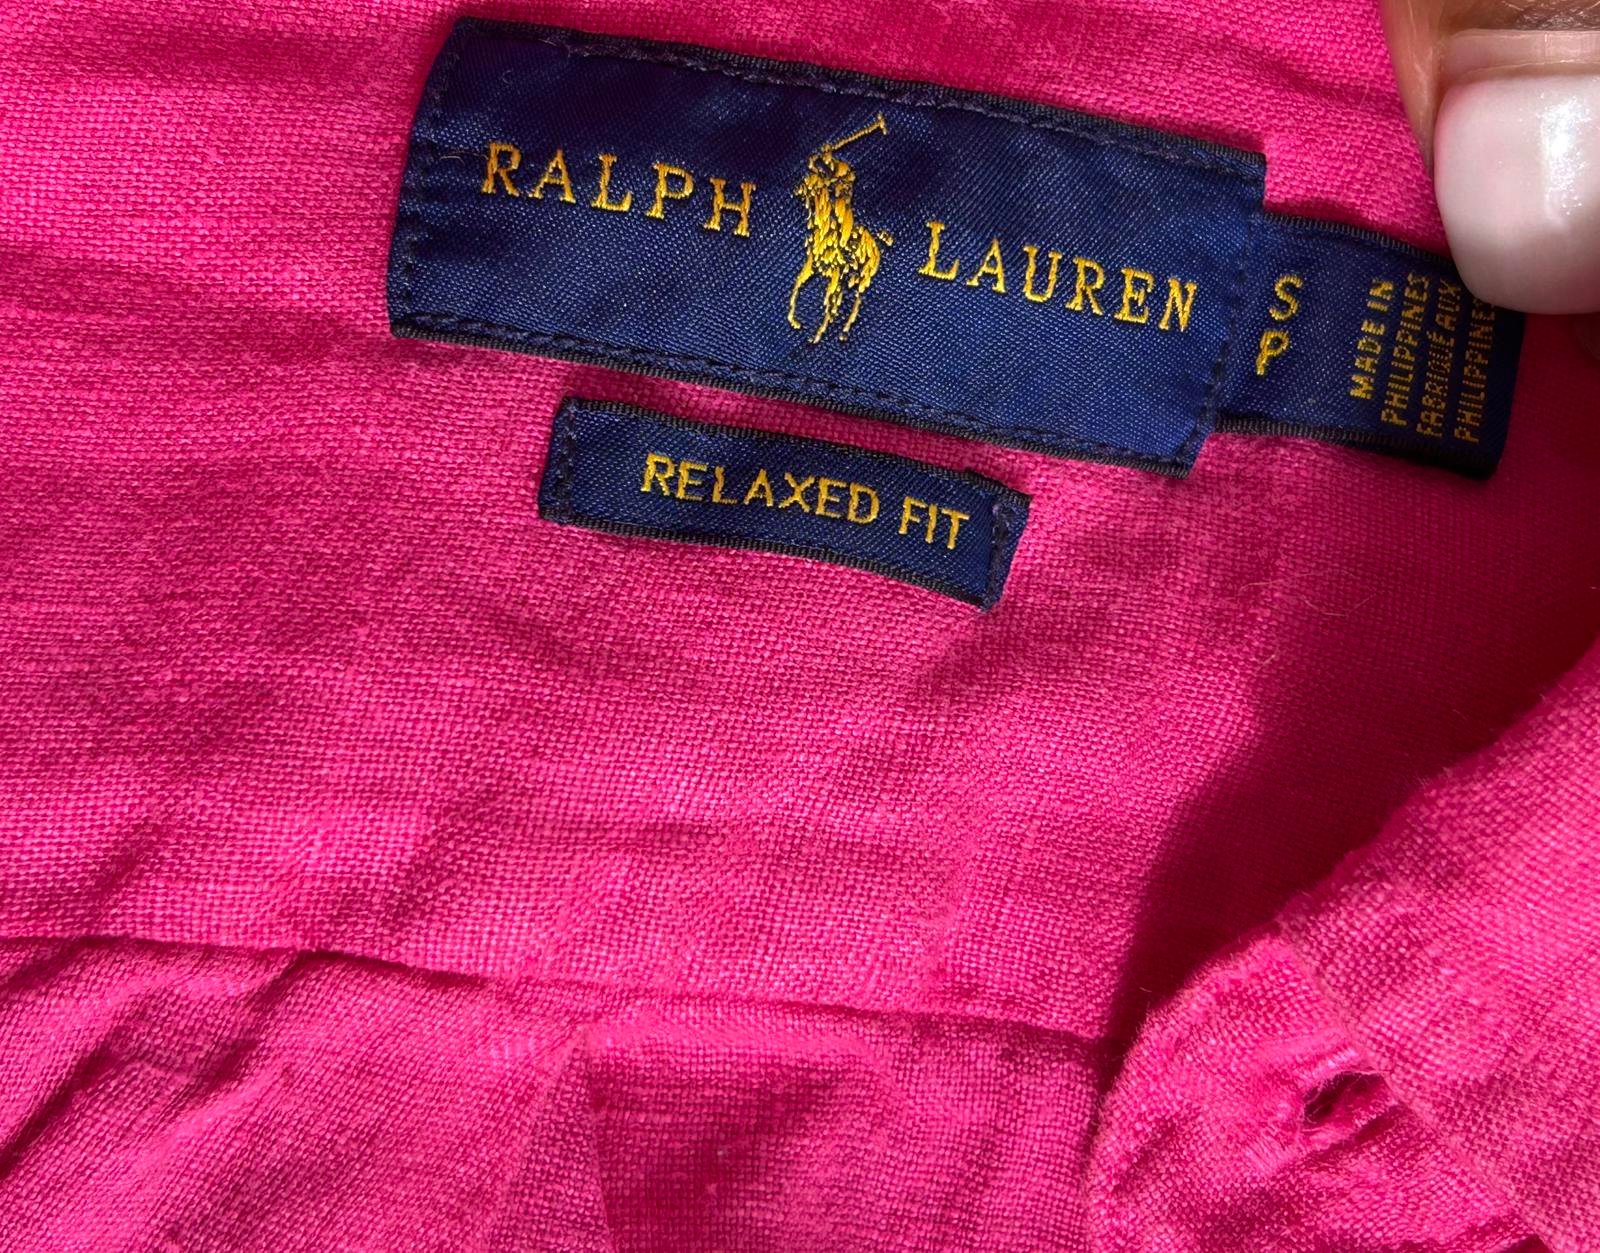 RALPH LAUREN
S
P
MADE IN
PHILIPPINES
FABRIQUÉ AUX
PHILIPPINES
RELAXED FIT